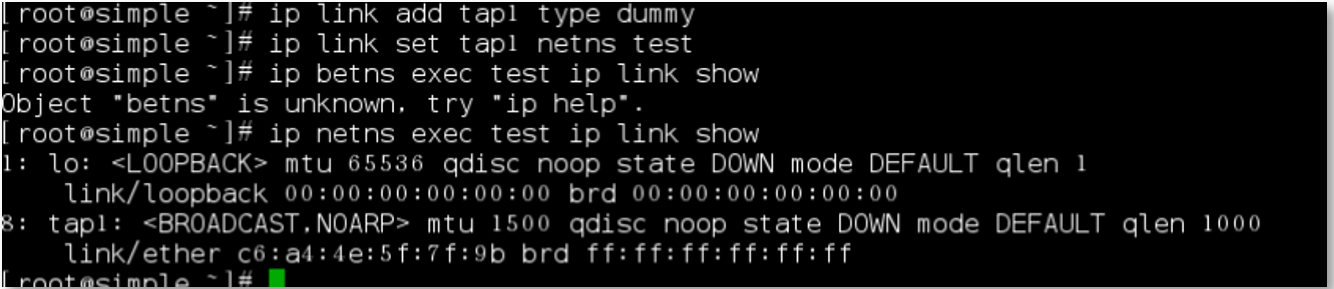 [root@simple ~]# ip link add tap1 type dummy
[root@simple ~]# ip link set tap1 netns test
[root@simple ~]# ip betns exec test ip link show
Object "betns" is unknown, try "ip help".
[root@simple ~]# ip netns exec test ip link show
1: lo: <LOOPBACK> mtu 65536 qdisc noop state DOWN mode DEFAULT qlen 1
    link/loopback 00:00:00:00:00:00 brd 00:00:00:00:00:00
8: tap1: <BROADCAST,NOARP> mtu 1500 qdisc noop state DOWN mode DEFAULT qlen 1000
    link/ether c6:a4:4e:5f:7f:9b brd ff:ff:ff:ff:ff:ff
[root@simple ~]#